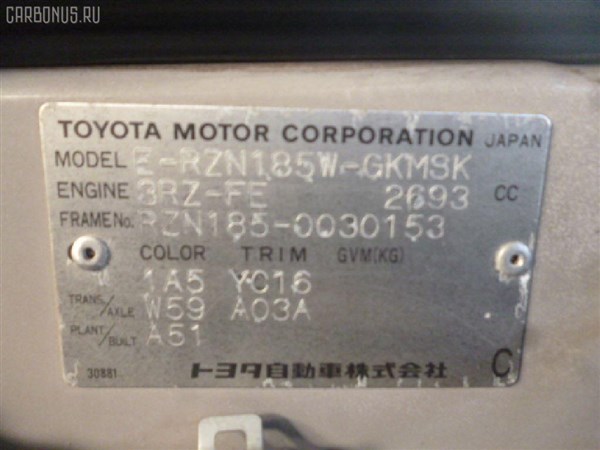 CARBONUS.RU
TOYOTA MOTOR CORPORATION JAPAN
MODEL E-RZN185W-GKMSK
ENGINE 3RZ-FE 2693 CC
FRAME No. RZN185-0030153
COLOR TRIM GVM(KG)
1A5 YC16
TRANS/AXLE W59 A03A
PLANT/BUILT A51
30881 トヨタ自動車株式会社 C